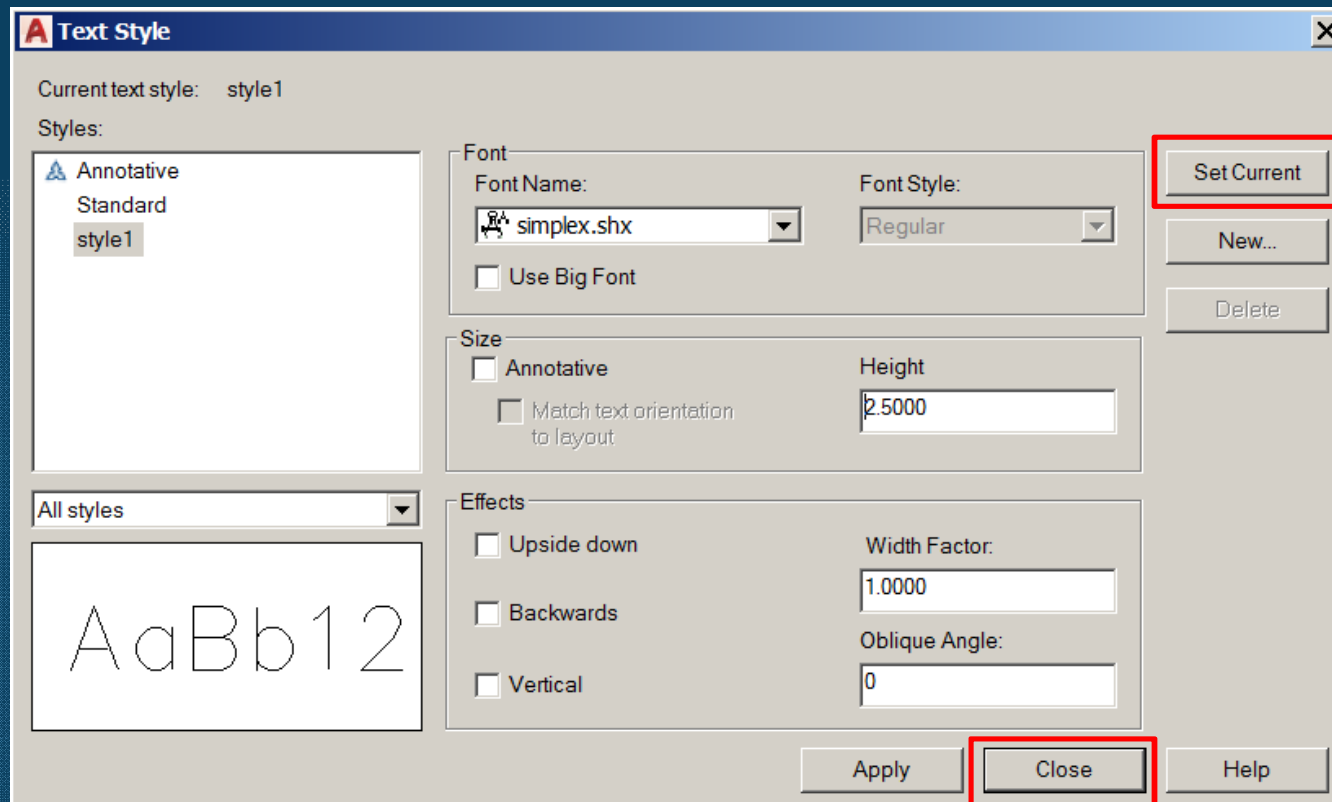 Text Style
Current text style: style1
Styles:
Annotative
Standard
style1
All styles
AaBb12
Font
Font Name:
simplex.shx
Use Big Font
Font Style:
Regular
Size
Annotative
Match text orientation
to layout
Height
2.5000
Effects
Upside down
Backwards
Vertical
Width Factor:
1.0000
Oblique Angle:
0
Set Current
New...
Delete
Apply
Close
Help